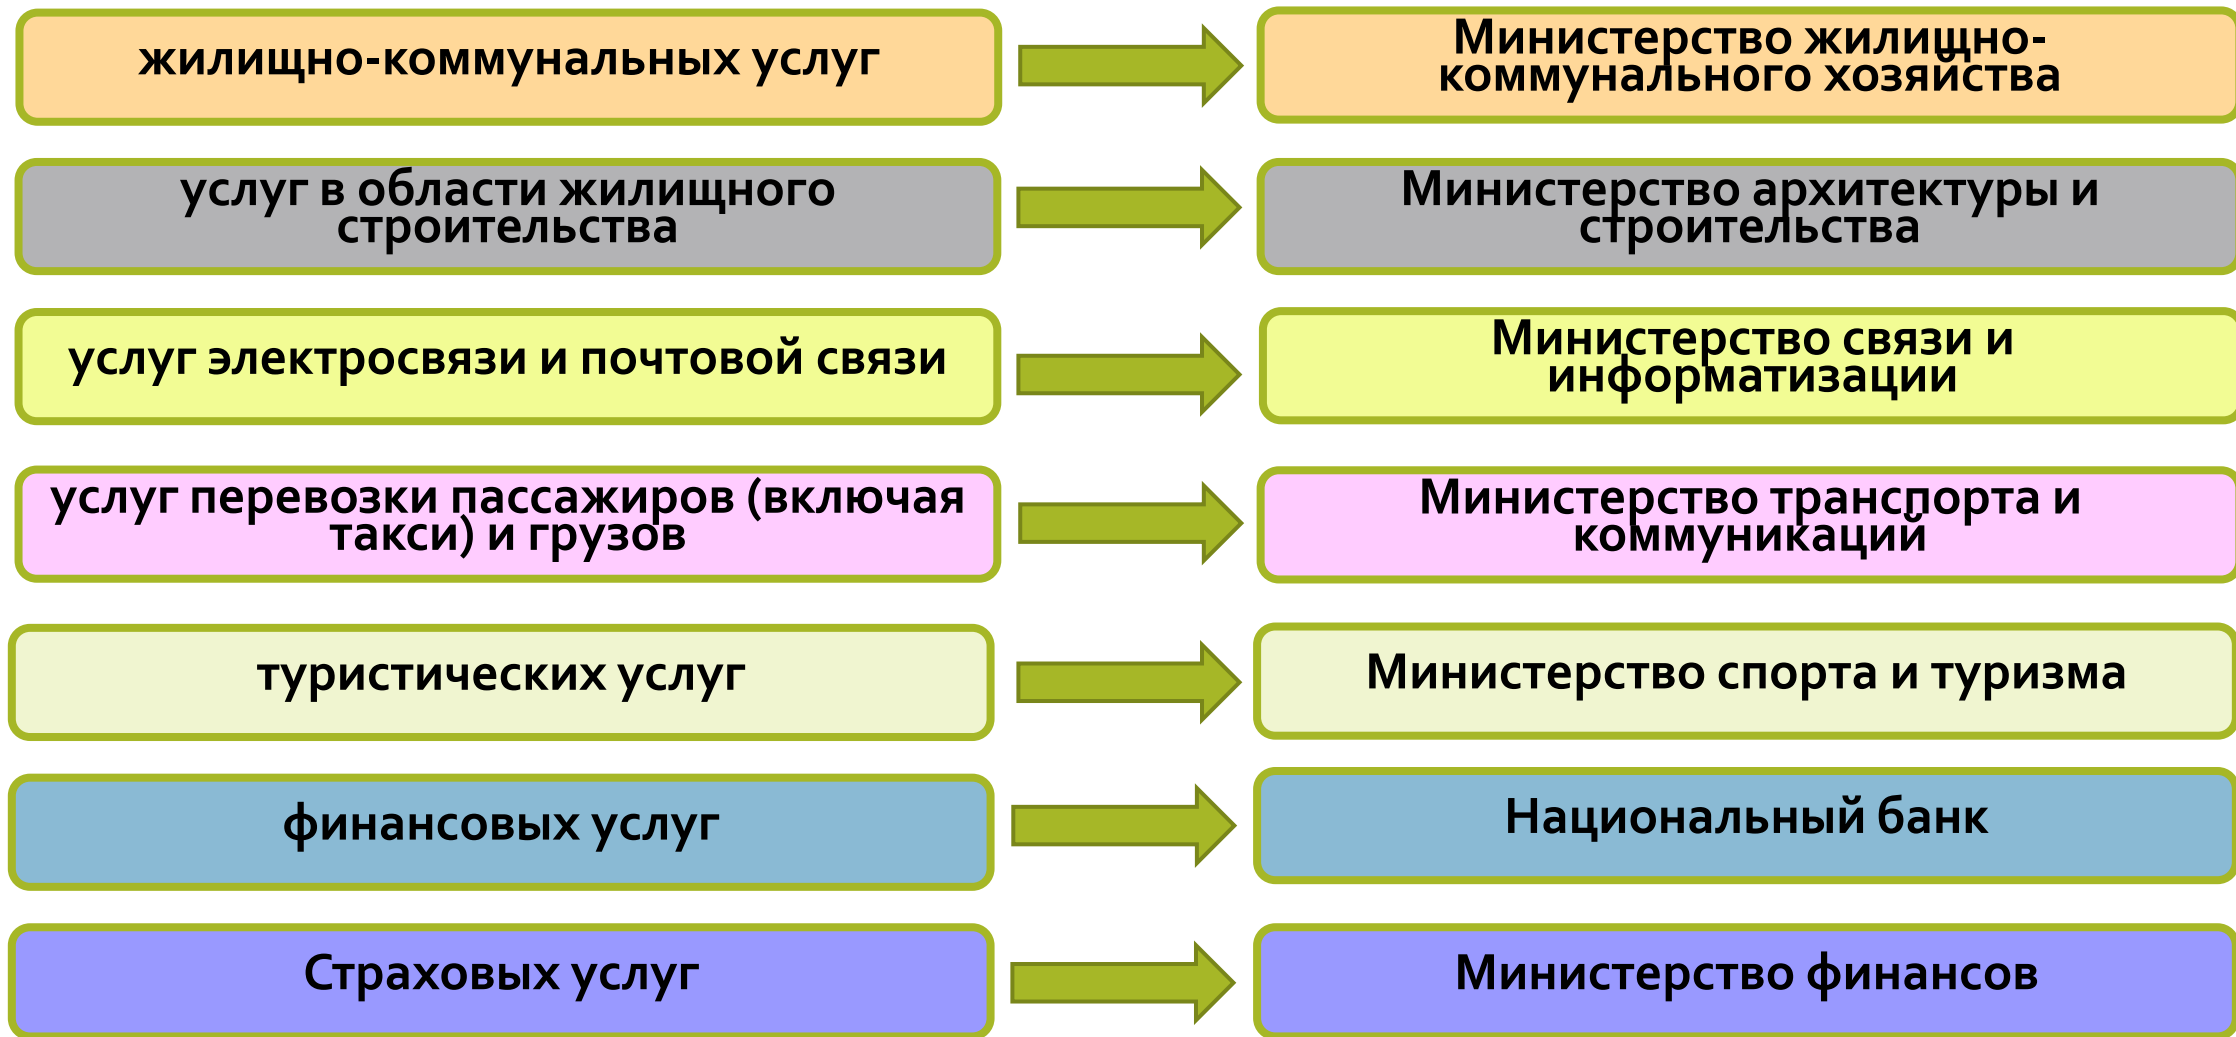 жилищно-коммунальных услуг
Министерство жилищно-
коммунального хозяйства
услуг в области жилищного
строительства
Министерство архитектуры и
строительства
услуг электросвязи и почтовой связи
Министерство связи и
информатизации
услуг перевозки пассажиров (включая
такси) и грузов
Министерство транспорта и
коммуникаций
туристических услуг
Министерство спорта и туризма
финансовых услуг
Национальный банк
Страховых услуг
Министерство финансов